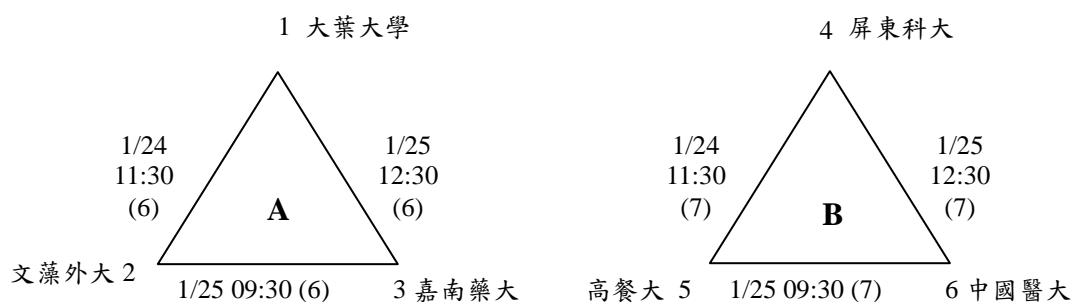 1 大葉大學
4 屏東科大
1/24
11:30
(6)
1/25
12:30
(6)
A
1/24
11:30
(7)
1/25
12:30
(7)
B
文藻外大 2
1/25 09:30 (6)
3 嘉南藥大
高餐大 5
1/25 09:30 (7)
6 中國醫大